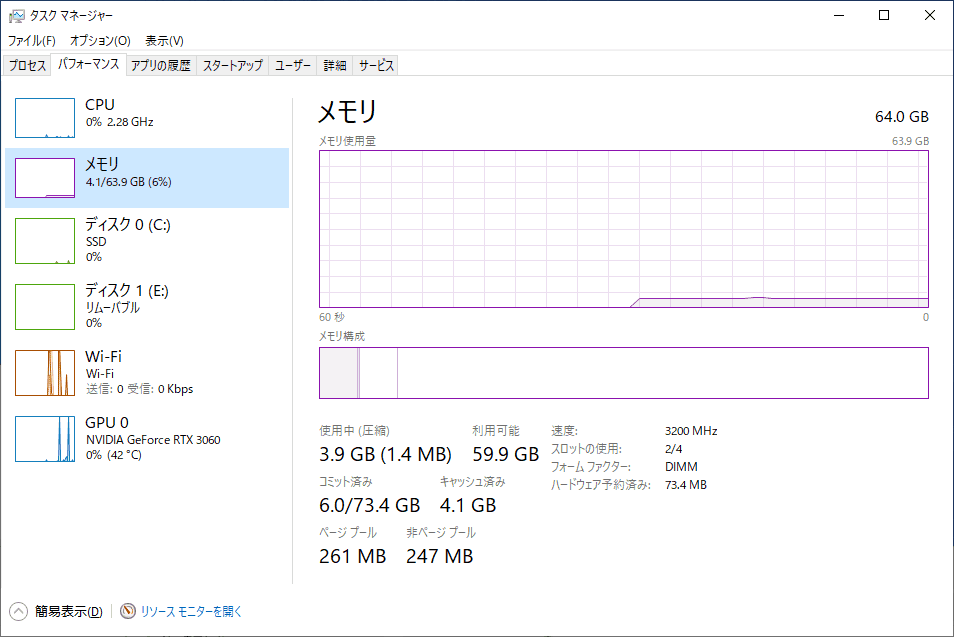 タスク マネージャー
ファイル(F) オプション(O) 表示(V)
プロセス パフォーマンス アプリの履歴 スタートアップ ユーザー 詳細 サービス
CPU
0% 2.28 GHz
メモリ
4.1/63.9 GB (6%)
ディスク 0 (C:)
SSD
0%
ディスク 1 (E:)
リムーバブル
0%
Wi-Fi
Wi-Fi
送信: 0 受信: 0 Kbps
GPU 0
NVIDIA GeForce RTX 3060
0% (42 °C)
メモリ 64.0 GB
メモリ使用量 63.9 GB
60 秒 0
メモリ構成
使用中 (圧縮) 利用可能
3.9 GB (1.4 MB) 59.9 GB
コミット済み キャッシュ済み
6.0/73.4 GB 4.1 GB
ページ プール 非ページ プール
261 MB 247 MB
速度: 3200 MHz
スロットの使用: 2/4
フォーム ファクター: DIMM
ハードウェア予約済み: 73.4 MB
簡易表示(D) リソース モニターを開く